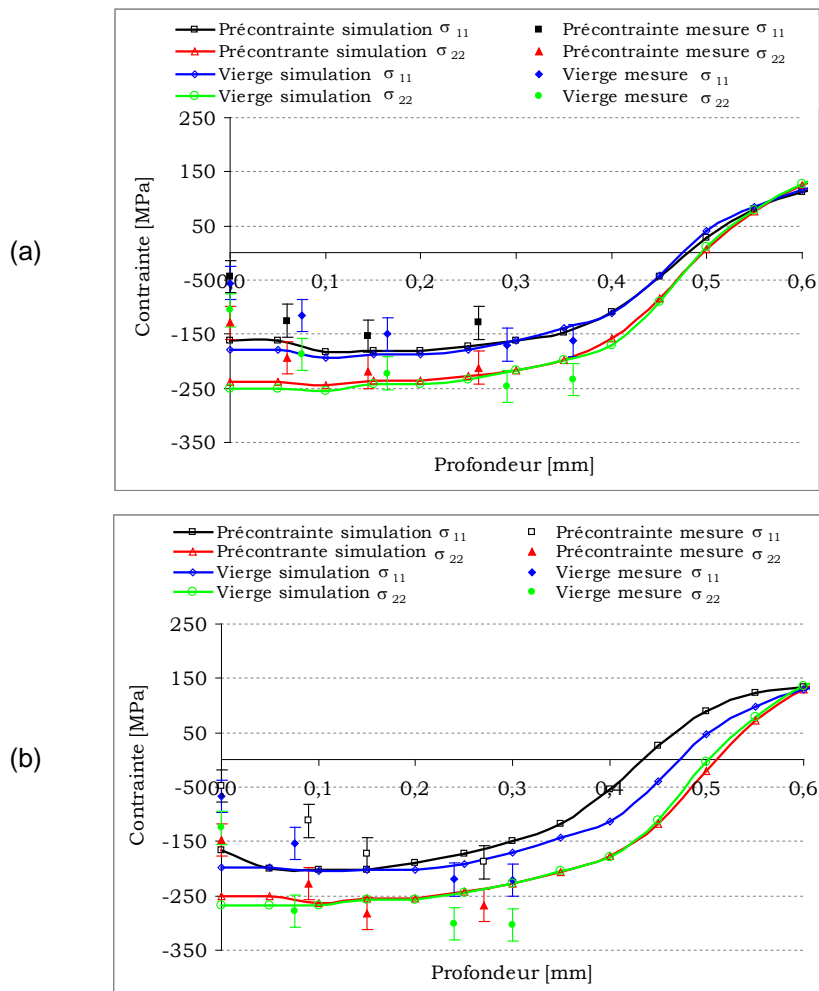 (a)
Précontrainte simulation σ 11
Précontrainte mesure σ 11
Précontrante simulation σ 22
Précontrainte mesure σ 22
Vierge simulation σ 11
Vierge mesure σ 11
Vierge simulation σ 22
Vierge mesure σ 22
Contrainte [MPa]
250
150
50
-50
0,0
0,1
0,2
0,3
0,4
0,5
0,6
-150
-250
-350
Profondeur [mm]
(b)
Précontrainte simulation σ 11
Précontrainte mesure σ 11
Précontrante simulation σ 22
Précontrainte mesure σ 22
Vierge simulation σ 11
Vierge mesure σ 11
Vierge simulation σ 22
Vierge mesure σ 22
Contrainte [MPa]
250
150
50
-50
0,0
0,1
0,2
0,3
0,4
0,5
0,6
-150
-250
-350
Profondeur [mm]